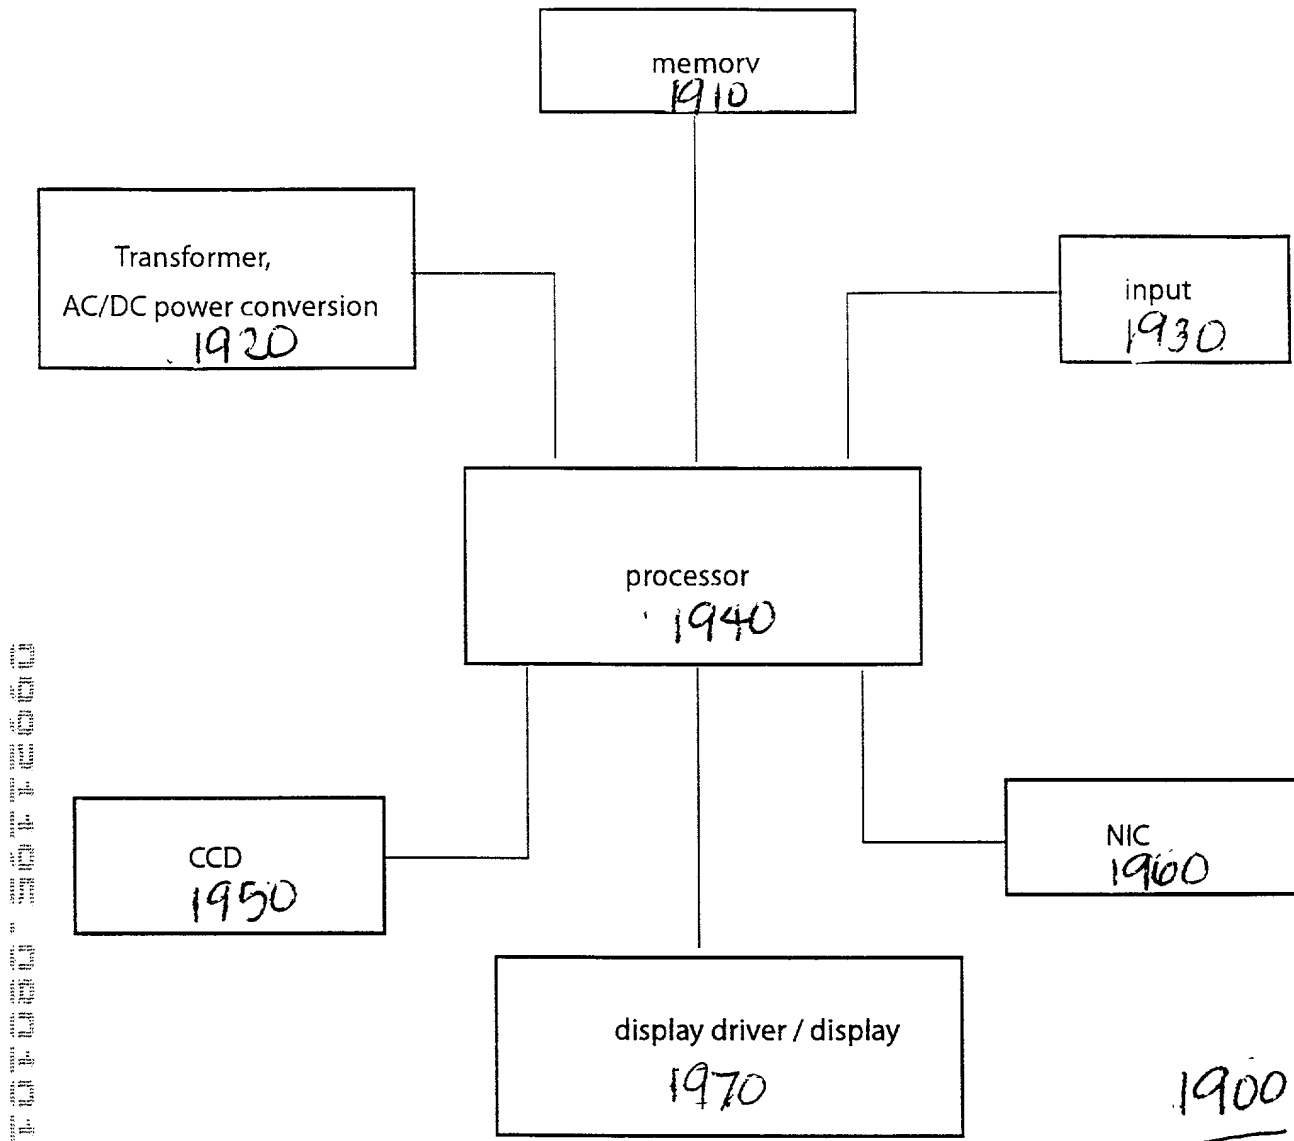 memory
1910
Transformer,
AC/DC power conversion
1920
input
1930
processor
1940
CCD
1950
NIC
1960
display driver / display
1970
1900